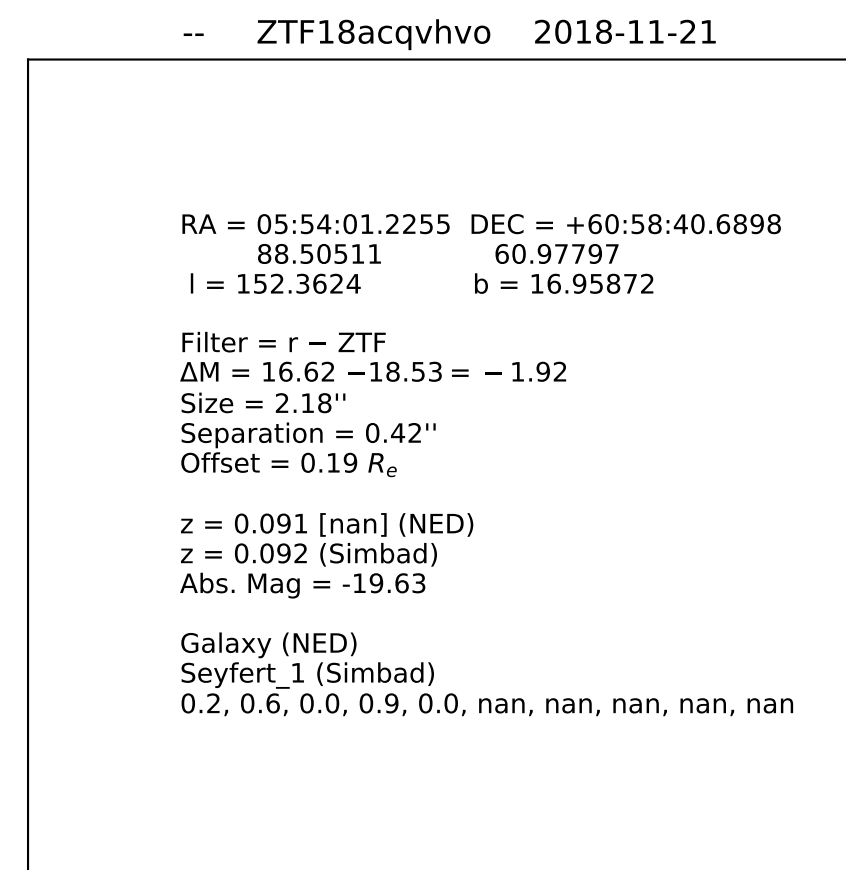 -- ZTF18acqvhvo 2018-11-21
RA = 05:54:01.2255 DEC = +60:58:40.6898
88.50511 60.97797
l = 152.3624 b = 16.95872
Filter = r − ZTF
ΔM = 16.62 −18.53 = − 1.92
Size = 2.18''
Separation = 0.42''
Offset = 0.19 Rₑ
z = 0.091 [nan] (NED)
z = 0.092 (Simbad)
Abs. Mag = -19.63
Galaxy (NED)
Seyfert_1 (Simbad)
0.2, 0.6, 0.0, 0.9, 0.0, nan, nan, nan, nan, nan